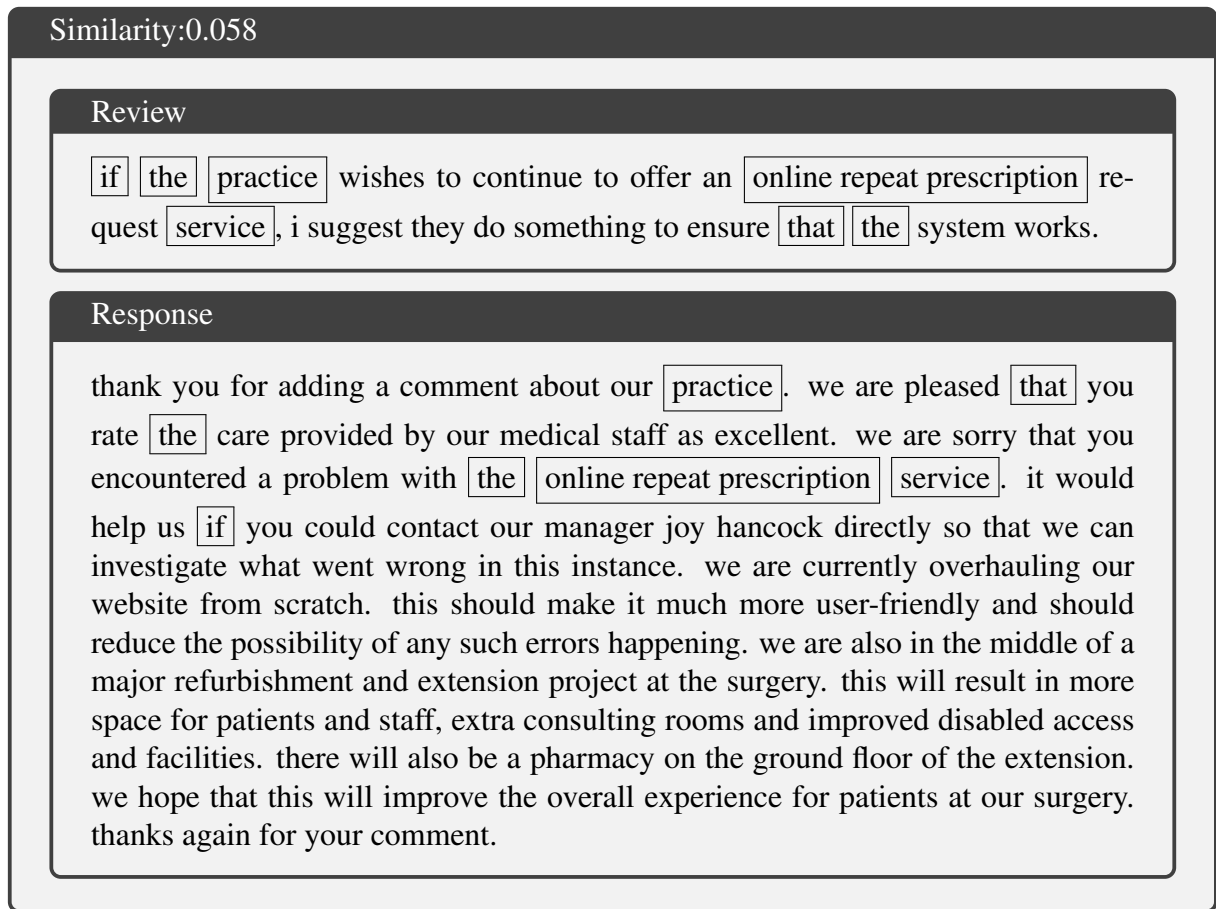 Similarity:0.058
Review
if the practice wishes to continue to offer an online repeat prescription re-
quest service, i suggest they do something to ensure that the system works.
Response
thank you for adding a comment about our practice. we are pleased that you
rate the care provided by our medical staff as excellent. we are sorry that you
encountered a problem with the online repeat prescription service. it would
help us if you could contact our manager joy hancock directly so that we can
investigate what went wrong in this instance. we are currently overhauling our
website from scratch. this should make it much more user-friendly and should
reduce the possibility of any such errors happening. we are also in the middle of a
major refurbishment and extension project at the surgery. this will result in more
space for patients and staff, extra consulting rooms and improved disabled access
and facilities. there will also be a pharmacy on the ground floor of the extension.
we hope that this will improve the overall experience for patients at our surgery.
thanks again for your comment.